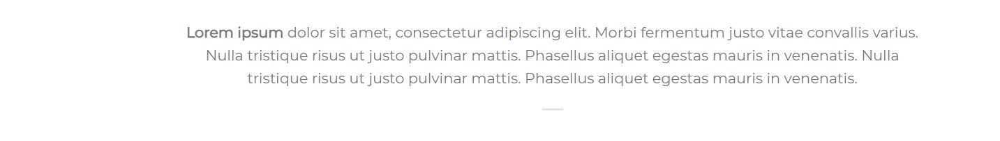 Lorem ipsum dolor sit amet, consectetur adipiscing elit. Morbi fermentum justo vitae convallis varius.
Nulla tristique risus ut justo pulvinar mattis. Phasellus aliquet egestas mauris in venenatis. Nulla
tristique risus ut justo pulvinar mattis. Phasellus aliquet egestas mauris in venenatis.